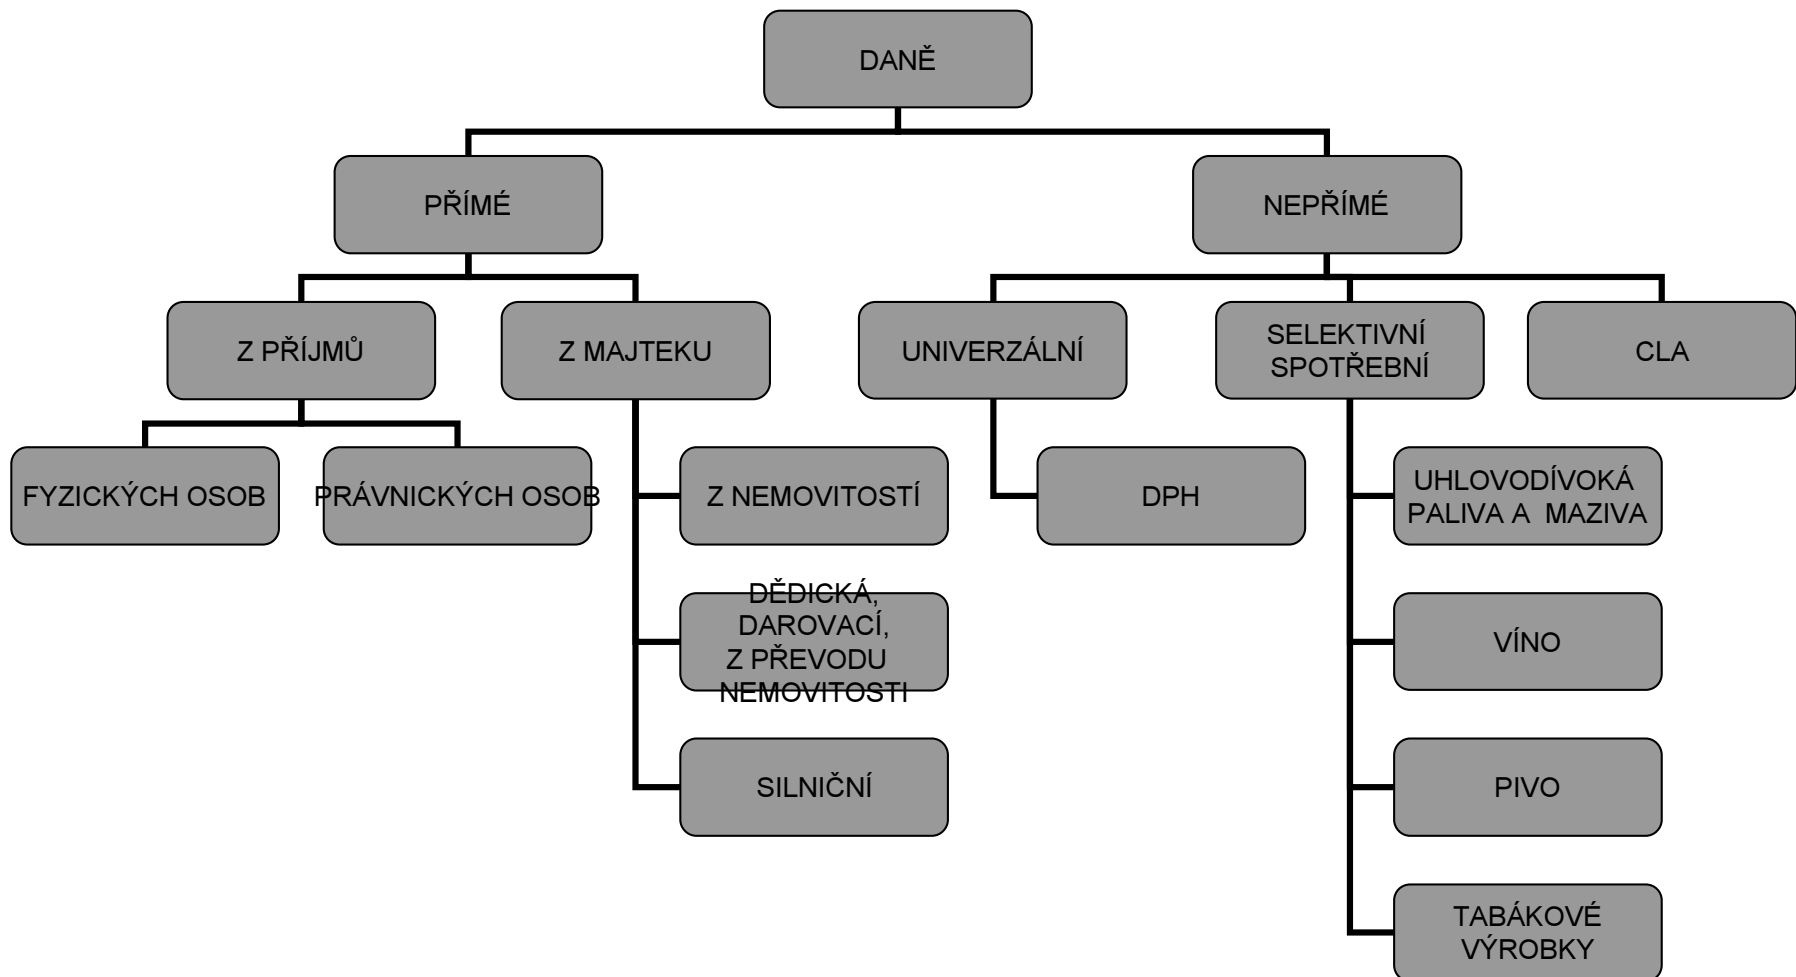 DANĚ
PŘÍMÉ
NEPŘÍMÉ
Z PŘÍJMŮ
Z MAJTEKU
UNIVERZÁLNÍ
SELEKTIVNÍ
SPOTŘEBNÍ
CLA
FYZICKÝCH OSOB
PRÁVNICKÝCH OSOB
Z NEMOVITOSTÍ
DPH
UHLOVODÍVOKÁ
PALIVA A MAZIVA
DĚDICKÁ,
DAROVACÍ,
Z PŘEVODU
NEMOVITOSTI
VÍNO
SILNIČNÍ
PIVO
TABÁKOVÉ
VÝROBKY